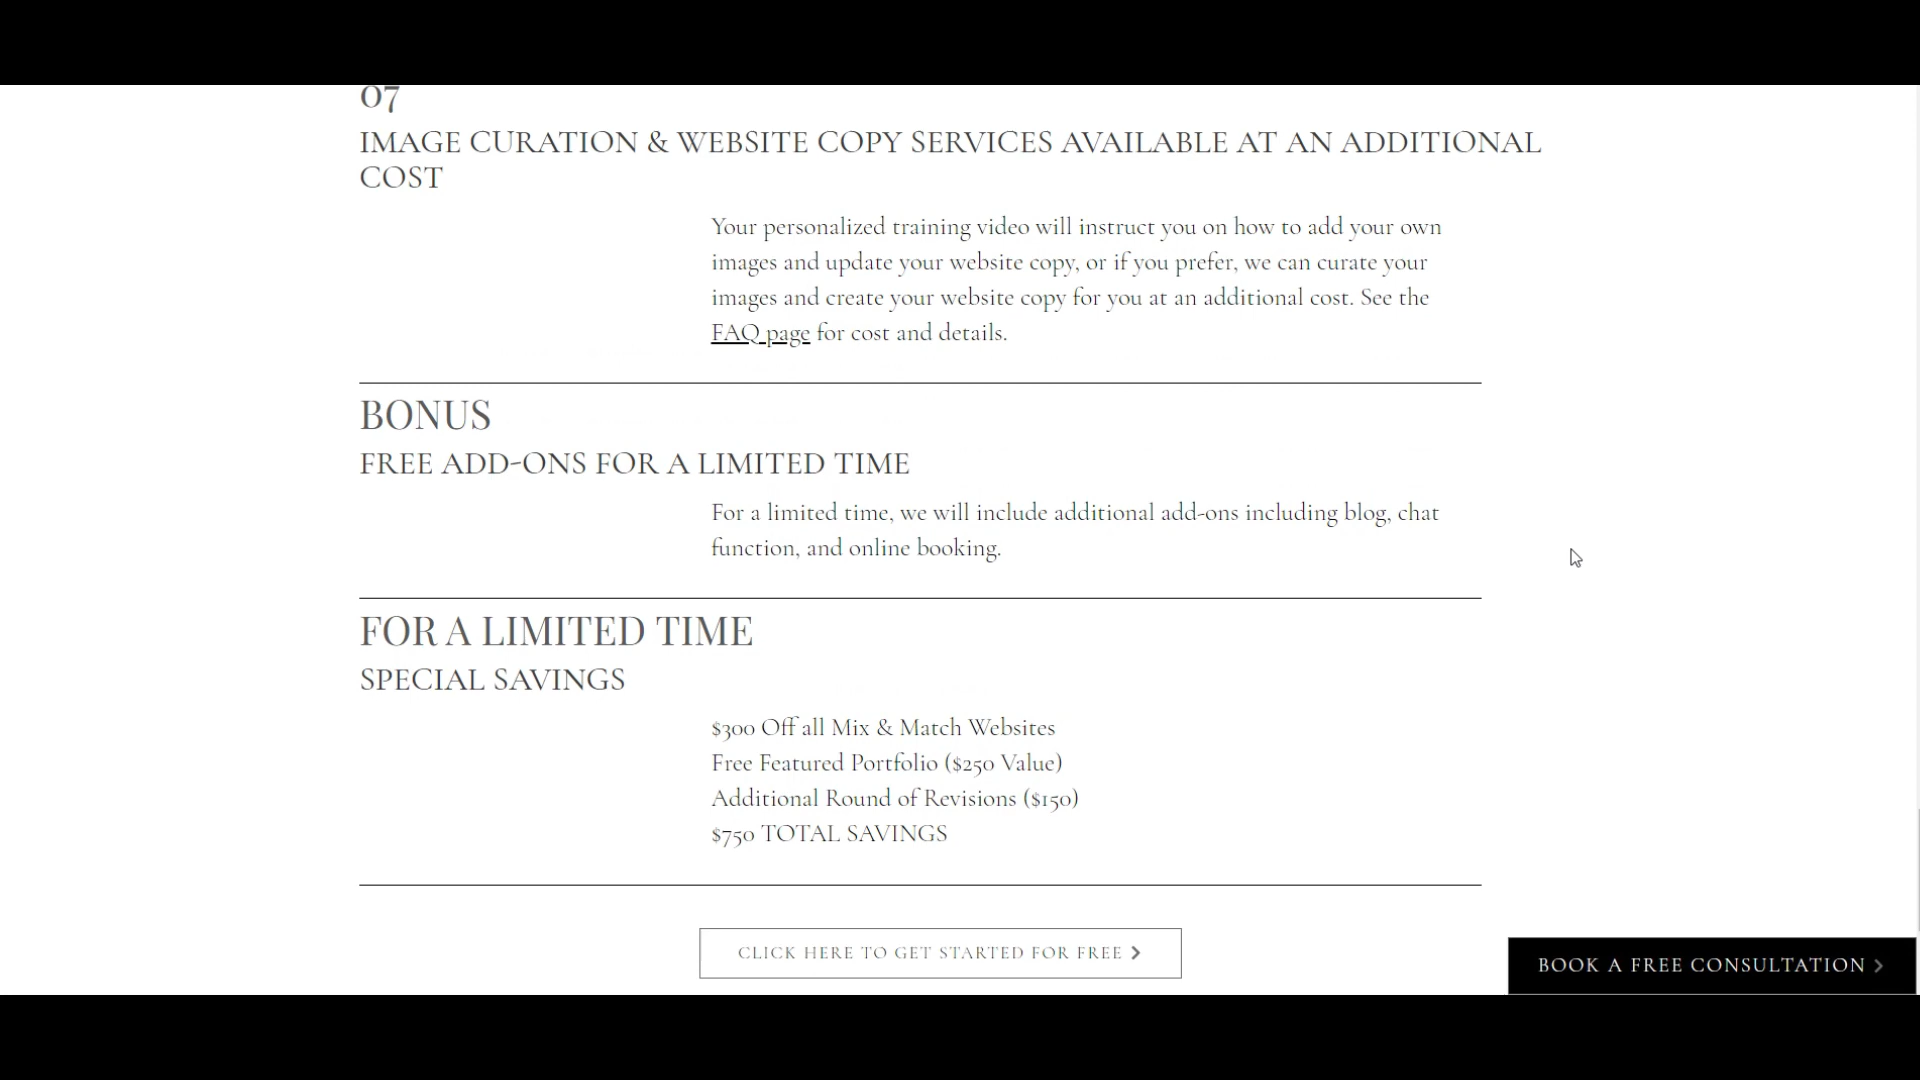 07
IMAGE CURATION & WEBSITE COPY SERVICES AVAILABLE AT AN ADDITIONAL
COST
Your personalized training video will instruct you on how to add your own
images and update your website copy, or if you prefer, we can curate your
images and create your website copy for you at an additional cost. See the
FAQ page for cost and details.
BONUS
FREE ADD-ONS FOR A LIMITED TIME
For a limited time, we will include additional add-ons including blog, chat
function, and online booking.
FOR A LIMITED TIME
SPECIAL SAVINGS
$300 Off all Mix & Match Websites
Free Featured Portfolio ($250 Value)
Additional Round of Revisions ($150)
$750 TOTAL SAVINGS
CLICK HERE TO GET STARTED FOR FREE >
BOOK A FREE CONSULTATION >